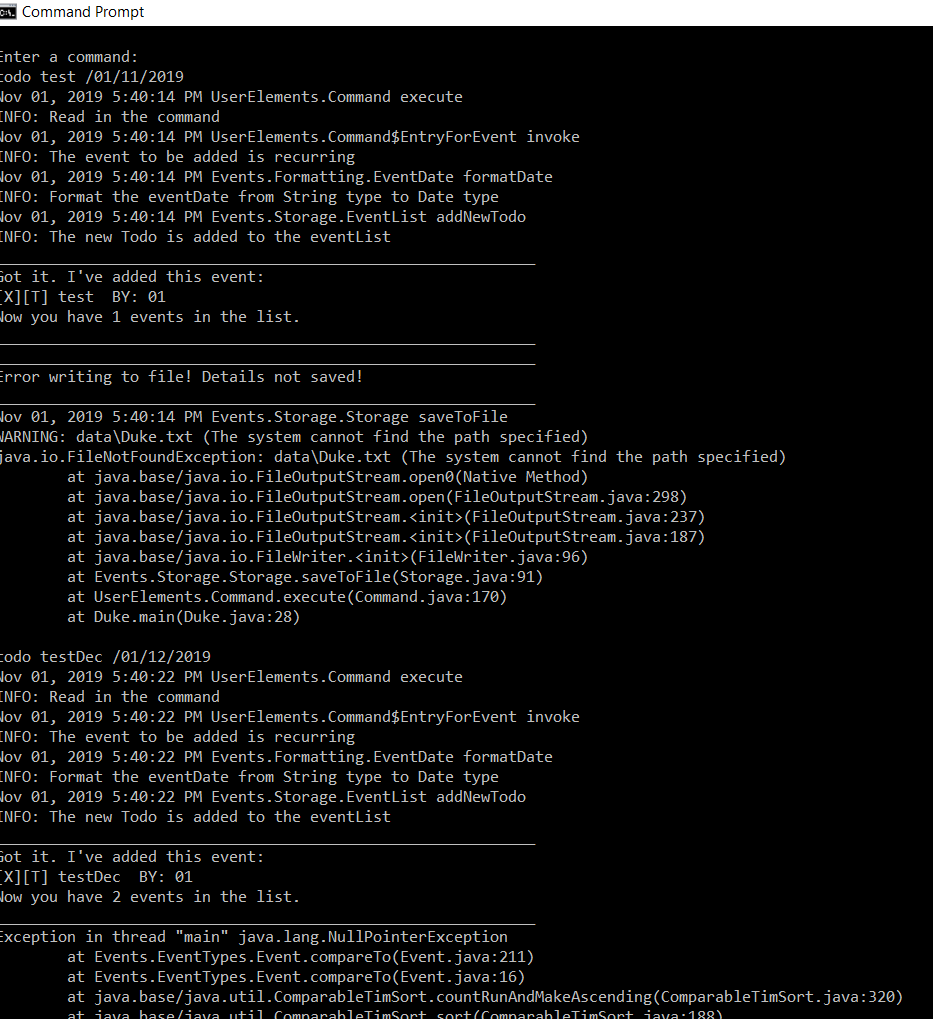 Command Prompt
Enter a command:
todo test /01/11/2019
Nov 01, 2019 5:40:14 PM UserElements.Command execute
INFO: Read in the command
Nov 01, 2019 5:40:14 PM UserElements.Command$EntryForEvent invoke
INFO: The event to be added is recurring
Nov 01, 2019 5:40:14 PM Events.Formatting.EventDate formatDate
INFO: Format the eventDate from String type to Date type
Nov 01, 2019 5:40:14 PM Events.Storage.EventList addNewTodo
INFO: The new Todo is added to the eventList
Got it. I've added this event:
[X][T] test  BY: 01
Now you have 1 events in the list.
Error writing to file! Details not saved!
Nov 01, 2019 5:40:14 PM Events.Storage.Storage saveToFile
WARNING: data\Duke.txt (The system cannot find the path specified)
java.io.FileNotFoundException: data\Duke.txt (The system cannot find the path specified)
at java.base/java.io.FileOutputStream.open0(Native Method)
at java.base/java.io.FileOutputStream.open(FileOutputStream.java:298)
at java.base/java.io.FileOutputStream.<init>(FileOutputStream.java:237)
at java.base/java.io.FileOutputStream.<init>(FileOutputStream.java:187)
at java.base/java.io.FileWriter.<init>(FileWriter.java:96)
at Events.Storage.Storage.saveToFile(Storage.java:91)
at UserElements.Command.execute(Command.java:170)
at Duke.main(Duke.java:28)
todo testDec /01/12/2019
Nov 01, 2019 5:40:22 PM UserElements.Command execute
INFO: Read in the command
Nov 01, 2019 5:40:22 PM UserElements.Command$EntryForEvent invoke
INFO: The event to be added is recurring
Nov 01, 2019 5:40:22 PM Events.Formatting.EventDate formatDate
INFO: Format the eventDate from String type to Date type
Nov 01, 2019 5:40:22 PM Events.Storage.EventList addNewTodo
INFO: The new Todo is added to the eventList
Got it. I've added this event:
[X][T] testDec  BY: 01
Now you have 2 events in the list.
Exception in thread "main" java.lang.NullPointerException
at Events.EventTypes.Event.compareTo(Event.java:211)
at Events.EventTypes.Event.compareTo(Event.java:16)
at java.base/java.util.ComparableTimSort.countRunAndMakeAscending(ComparableTimSort.java:320)
at java.base/java.util.ComparableTimSort.sort(ComparableTimSort.java:188)